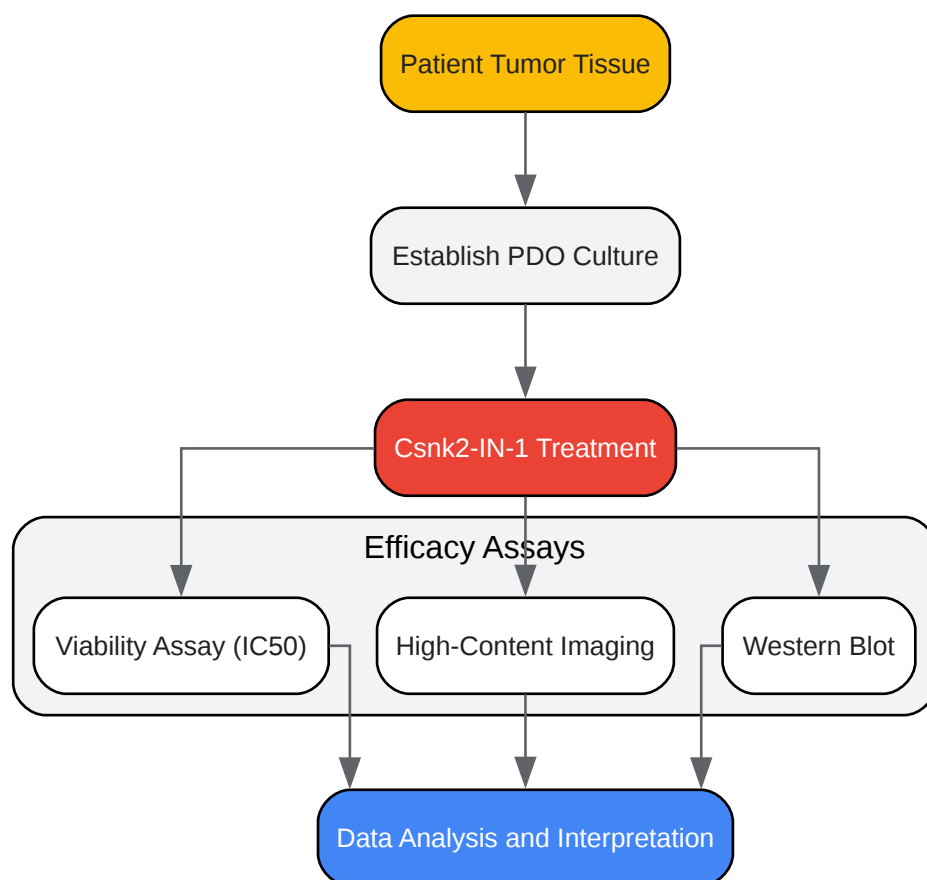 Patient Tumor Tissue
Establish PDO Culture
Csnk2-IN-1 Treatment
Efficacy Assays
Viability Assay (IC50)
High-Content Imaging
Western Blot
Data Analysis and Interpretation